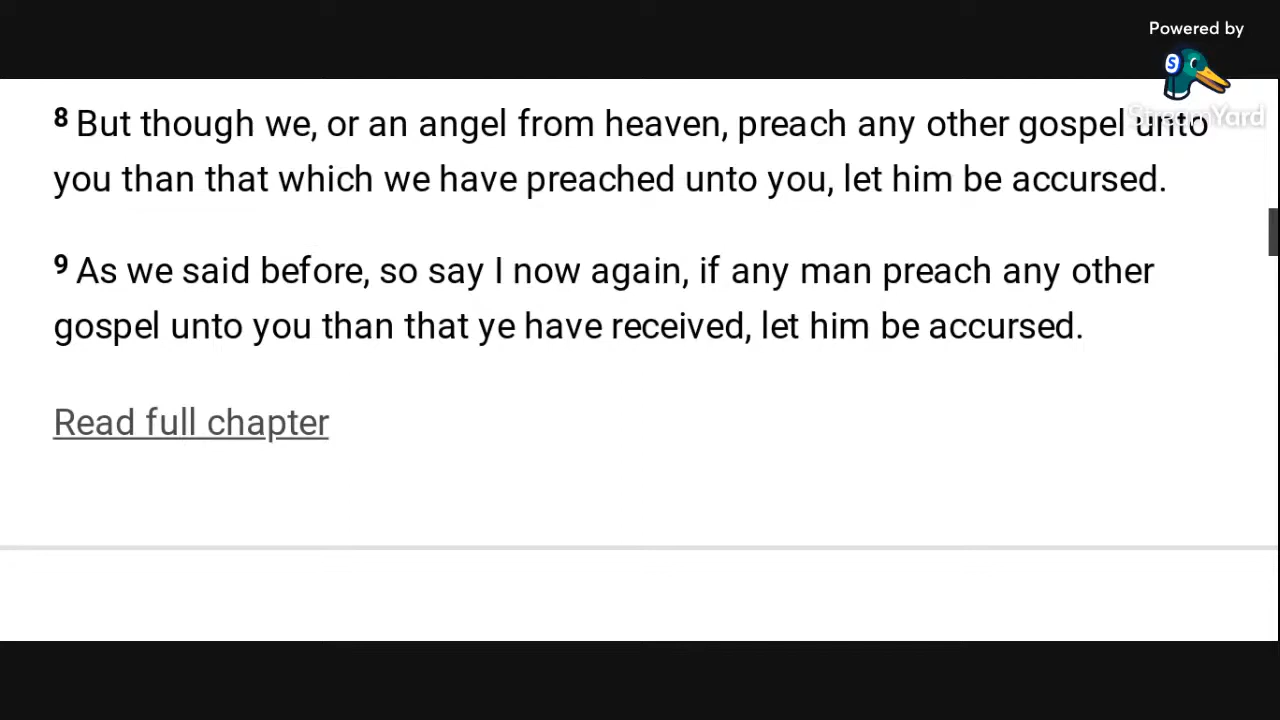 Powered by
StreamYard
8 But though we, or an angel from heaven, preach any other gospel unto
you than that which we have preached unto you, let him be accursed.
9 As we said before, so say I now again, if any man preach any other
gospel unto you than that ye have received, let him be accursed.
Read full chapter